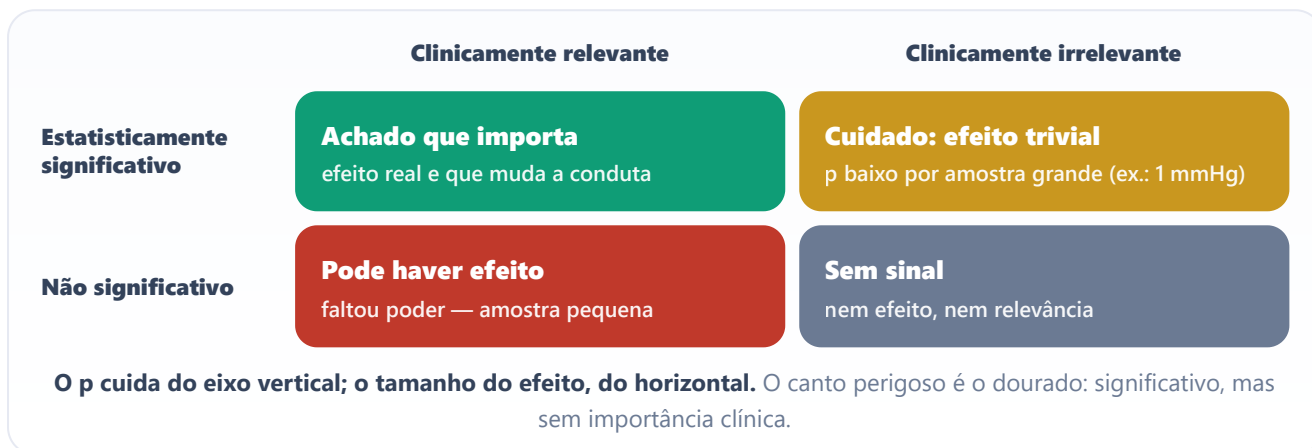 Clinicamente relevante
Clinicamente irrelevante
Estatisticamente
significativo
Achado que importa
efeito real e que muda a conduta
Cuidado: efeito trivial
p baixo por amostra grande (ex.: 1 mmHg)
Não significativo
Pode haver efeito
faltou poder — amostra pequena
Sem sinal
nem efeito, nem relevância
O p cuida do eixo vertical; o tamanho do efeito, do horizontal. O canto perigoso é o dourado: significativo, mas
sem importância clínica.